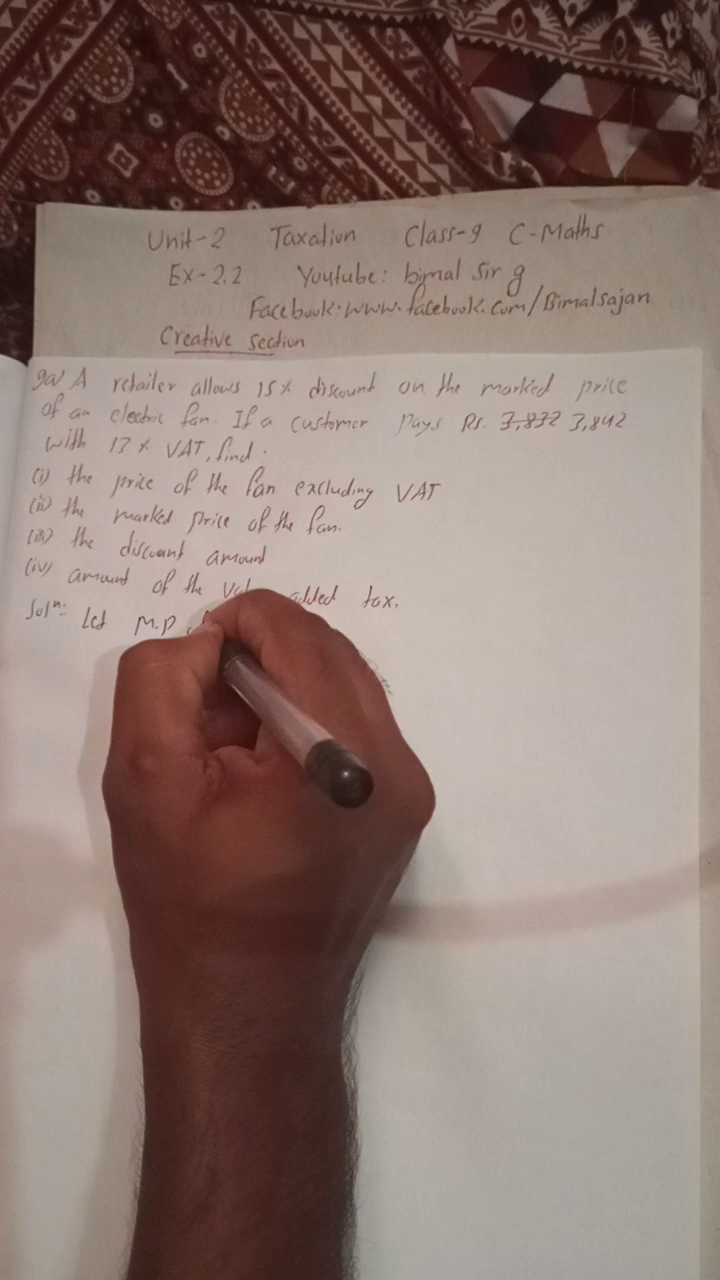 Unit-2 Taxation Class-9 C-Maths
Ex-2.2 Youtube: bimal sir g
Facebook:www.facebook.com/Bimalsajan
Creative section
9a) A retailer allows 15% discount on the marked price
of an electric fan. If a customer pays Rs. 3,832 3,842
with 13% VAT, find.
(i) the price of the fan excluding VAT
(ii) the marked price of the fan.
(iii) the discount amount
(iv) amount of the added tax.
Solⁿ: Let M.P